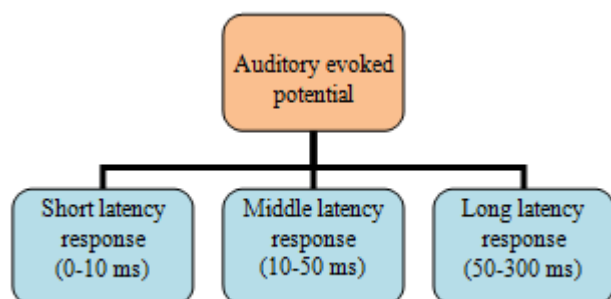 Auditory evoked
potential
Short latency
response
(0-10 ms)
Middle latency
response
(10-50 ms)
Long latency
response
(50-300 ms)